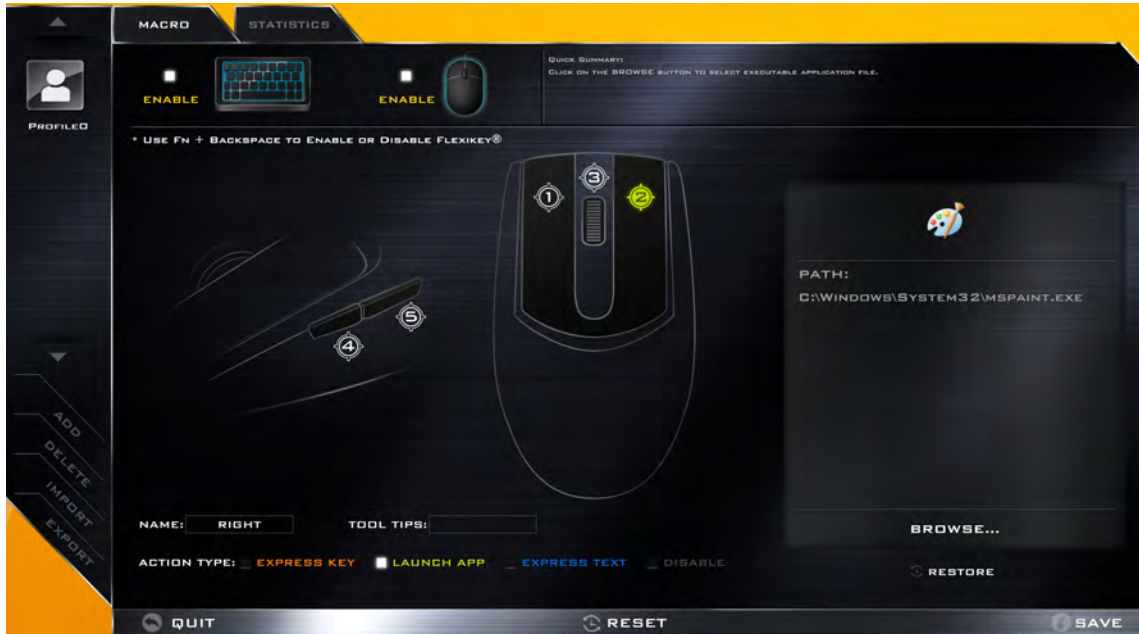 MACRO
STATISTICS
PROFILE0
ENABLE
ENABLE
QUICK SUMMARY:
CLICK ON THE BROWSE BUTTON TO SELECT EXECUTABLE APPLICATION FILE.
* USE FN + BACKSPACE TO ENABLE OR DISABLE FLEXIKEY®
1
3
2
5
4
PATH:
C:\WINDOWS\SYSTEM32\MSPAINT.EXE
ADD
DELETE
IMPORT
EXPORT
NAME: RIGHT
TOOL TIPS:
BROWSE...
ACTION TYPE: EXPRESS KEY LAUNCH APP EXPRESS TEXT DISABLE
RESTORE
QUIT
RESET
SAVE